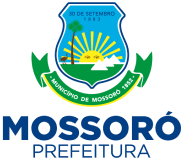 30 DE SETEMBRO
1883
MUNICÍPIO DE MOSSORÓ 1852
MOSSORÓ
PREFEITURA